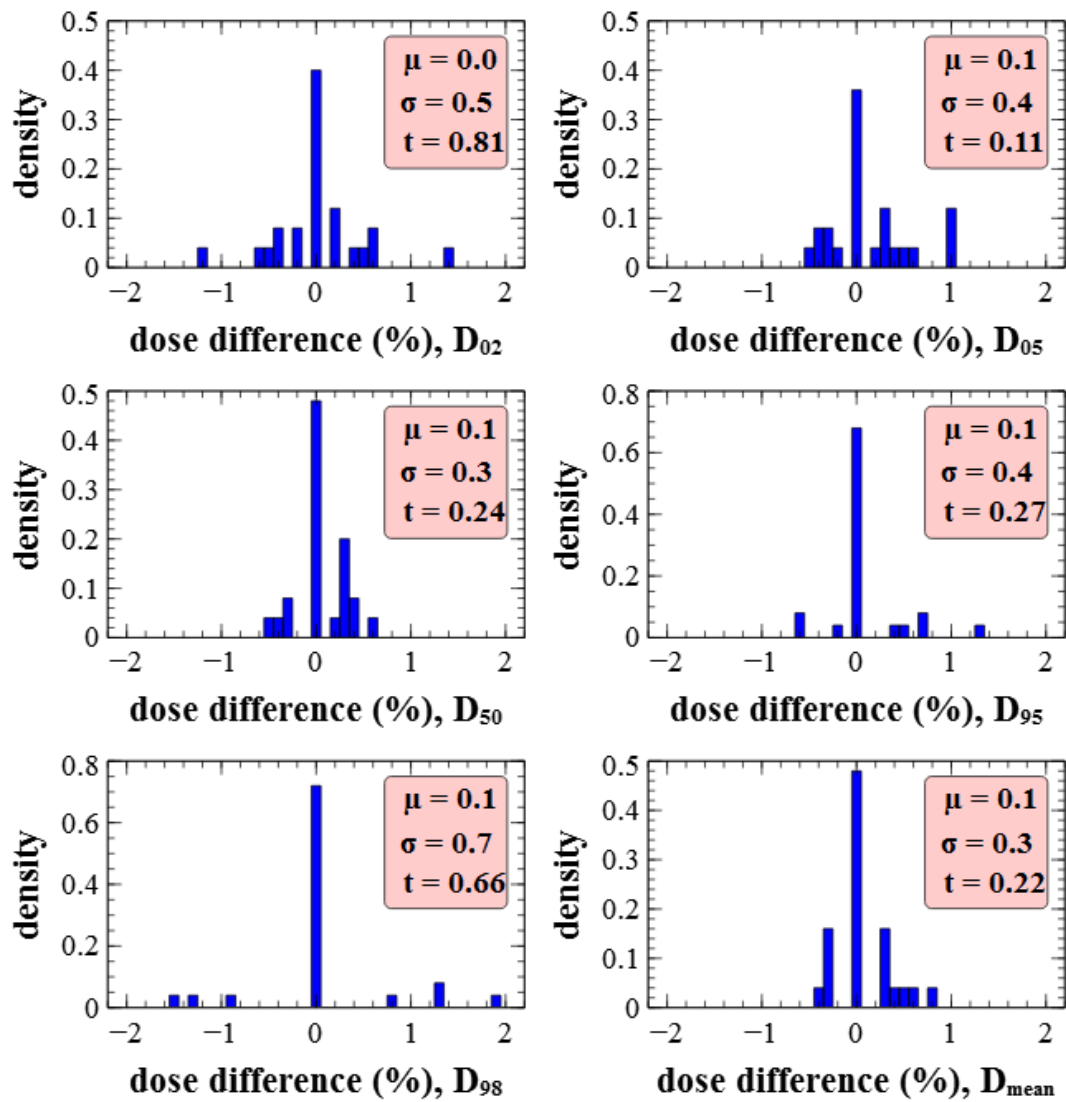 0.5
0.4
0.3
0.2
0.1
0
density
μ = 0.0
σ = 0.5
t = 0.81
−2 −1 0 1 2
dose difference (%), D₀₂
0.5
0.4
0.3
0.2
0.1
0
density
μ = 0.1
σ = 0.4
t = 0.11
−2 −1 0 1 2
dose difference (%), D₀₅
0.5
0.4
0.3
0.2
0.1
0
density
μ = 0.1
σ = 0.3
t = 0.24
−2 −1 0 1 2
dose difference (%), D₅₀
0.8
0.6
0.4
0.2
0
density
μ = 0.1
σ = 0.4
t = 0.27
−2 −1 0 1 2
dose difference (%), D₉₅
0.8
0.6
0.4
0.2
0
density
μ = 0.1
σ = 0.7
t = 0.66
−2 −1 0 1 2
dose difference (%), D₉₈
0.5
0.4
0.3
0.2
0.1
0
density
μ = 0.1
σ = 0.3
t = 0.22
−2 −1 0 1 2
dose difference (%), Dmean